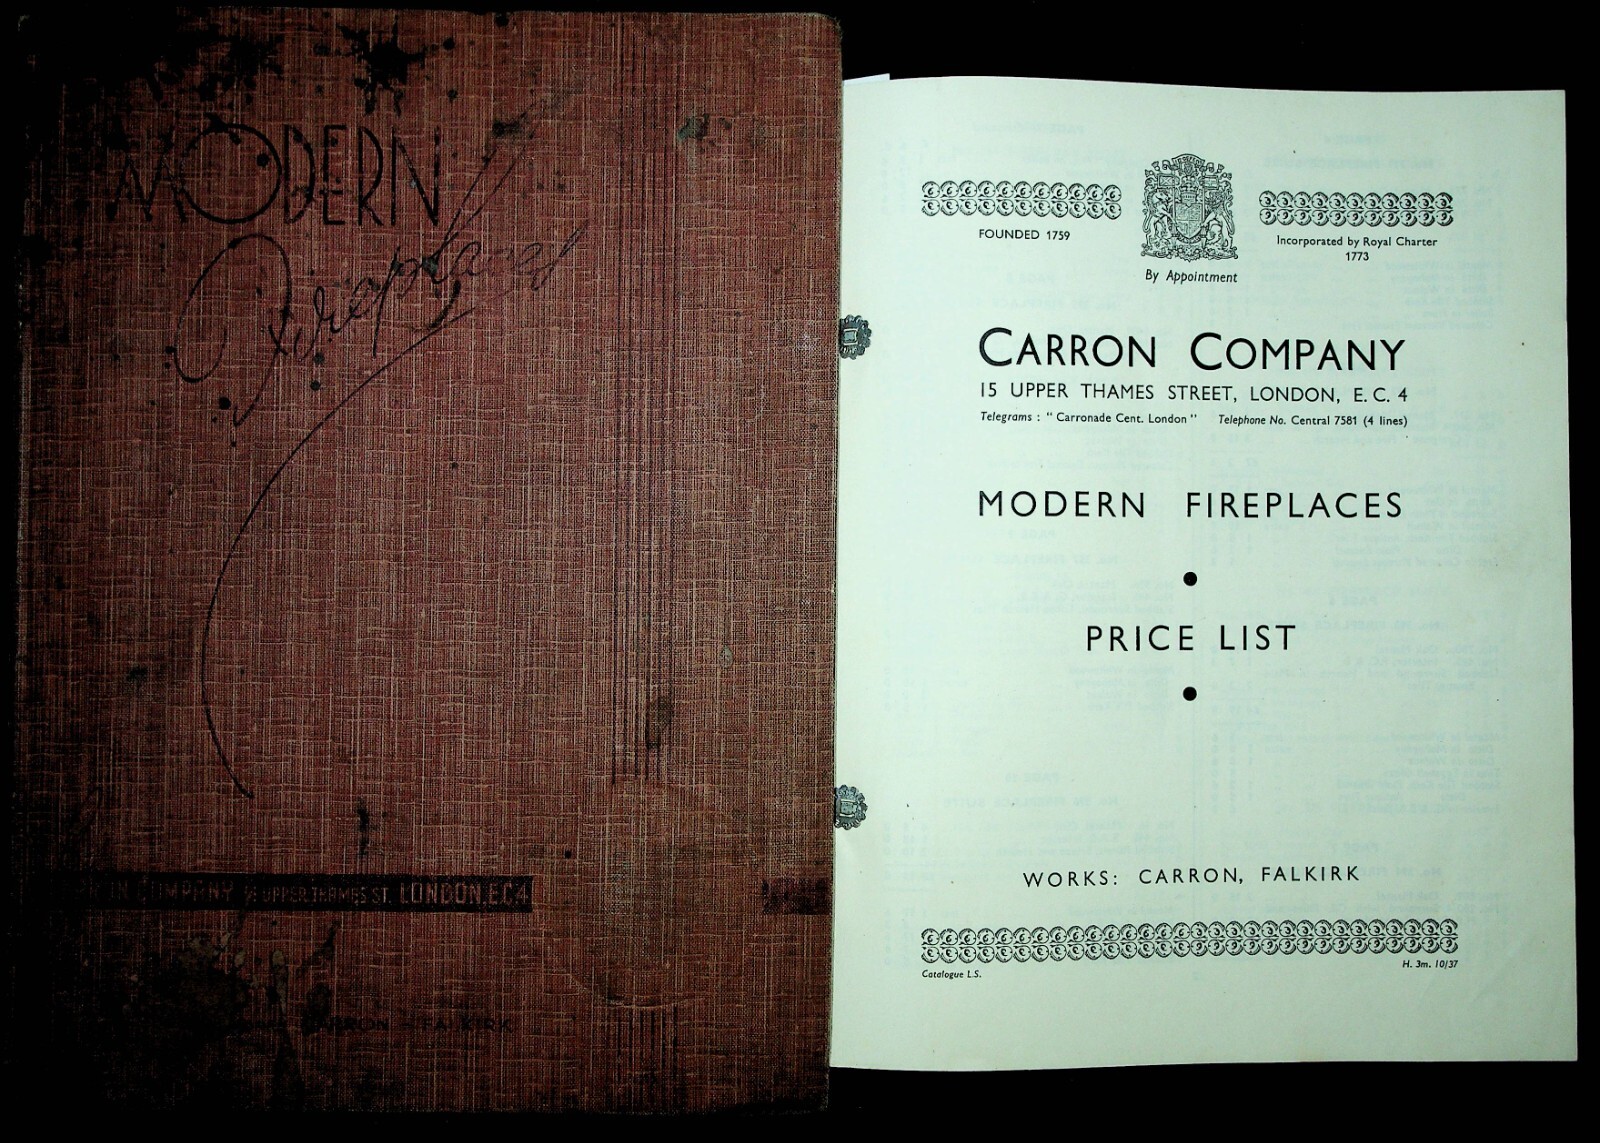 MODERN
Fireplaces
COMPANY 15 UPPER THAMES ST. LONDON. E.C.4
CARRON FALKIRK
FOUNDED 1759
By Appointment
Incorporated by Royal Charter
1773
CARRON COMPANY
15 UPPER THAMES STREET, LONDON, E.C. 4
Telegrams : " Carronade Cent. London " Telephone No. Central 7581 (4 lines)
MODERN FIREPLACES
PRICE LIST
WORKS: CARRON, FALKIRK
Catalogue L.S.
H. 3m. 10/37